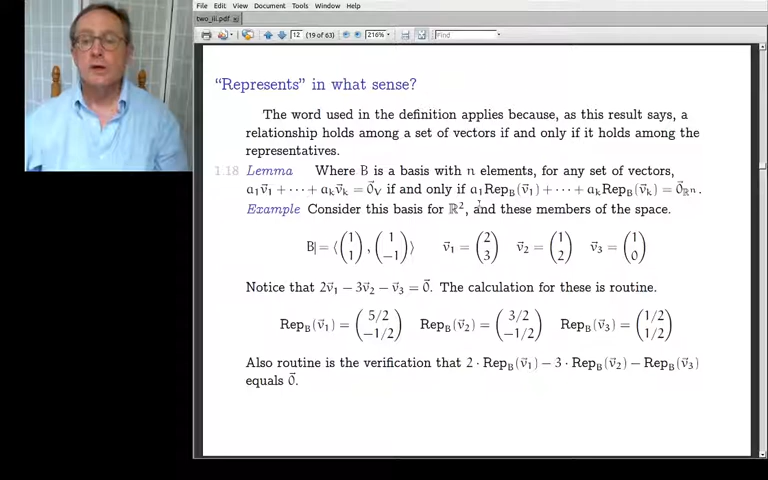 File Edit View Document Tools Window Help
two_iii.pdf
12 (19 of 63) 216% Find
“Represents” in what sense?
The word used in the definition applies because, as this result says, a
relationship holds among a set of vectors if and only if it holds among the
representatives.
1.18 Lemma Where B is a basis with n elements, for any set of vectors,
a₁v⃗₁ + ⋯ + aₖv⃗ₖ = 0⃗_V if and only if a₁Rep_B(v⃗₁) + ⋯ + aₖRep_B(v⃗ₖ) = 0⃗_ℝⁿ.
Example Consider this basis for ℝ², and these members of the space.
B = ⟨(1 1), (1 −1)⟩ v⃗₁ = (2 3) v⃗₂ = (1 2) v⃗₃ = (1 0)
Notice that 2v⃗₁ − 3v⃗₂ − v⃗₃ = 0⃗. The calculation for these is routine.
Rep_B(v⃗₁) = (5/2 −1/2) Rep_B(v⃗₂) = (3/2 −1/2) Rep_B(v⃗₃) = (1/2 1/2)
Also routine is the verification that 2 · Rep_B(v⃗₁) − 3 · Rep_B(v⃗₂) − Rep_B(v⃗₃)
equals 0⃗.